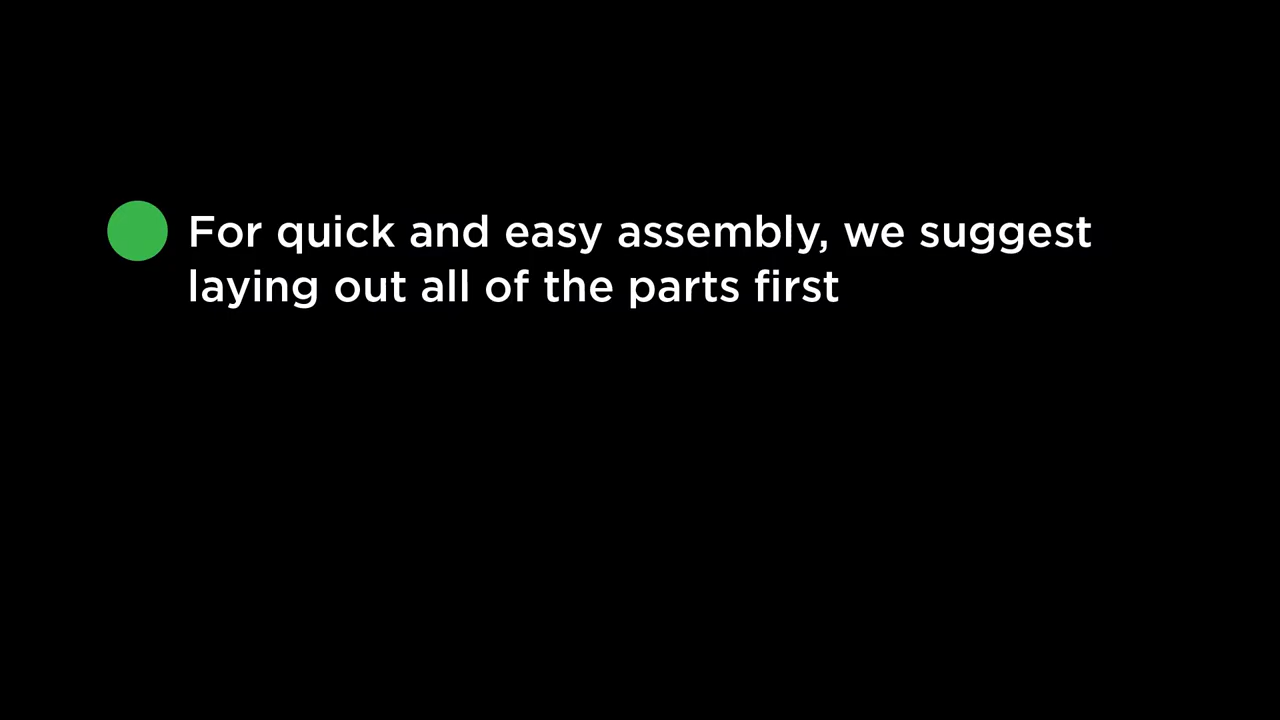 For quick and easy assembly, we suggest
laying out all of the parts first